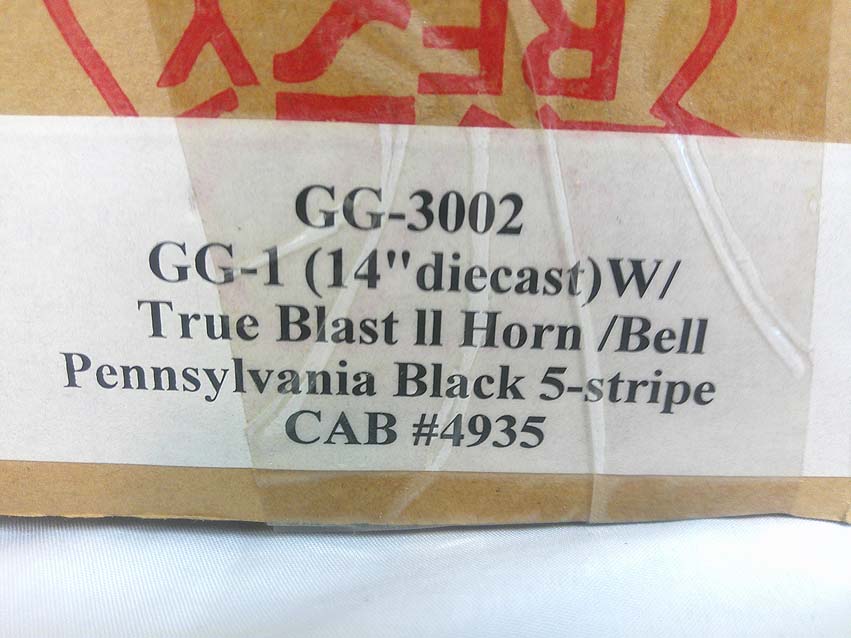 GG-3002
GG-1 (14"diecast)W/
True Blast ll Horn /Bell
Pennsylvania Black 5-stripe
CAB #4935